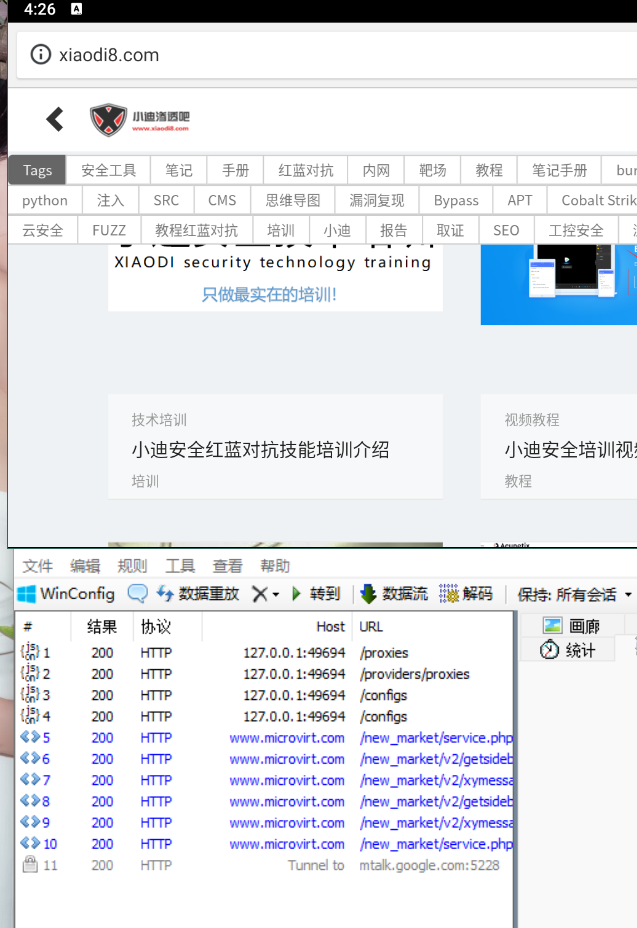 4:26 A
xiaodi8.com
小迪渗透吧
www.xiaodi8.com
Tags 安全工具 笔记 手册 红蓝对抗 内网 靶场 教程 笔记手册
python 注入 SRC CMS 思维导图 漏洞复现 Bypass APT Cobalt Strik
云安全 FUZZ 教程红蓝对抗 培训 小迪 报告 取证 SEO 工控安全
XIAODI security technology training
只做最实在的培训!
技术培训
小迪安全红蓝对抗技能培训介绍
培训
视频教程
小迪安全培训视
教程
Acunetix
文件 编辑 规则 工具 查看 帮助
WinConfig 数据重放 转到 数据流 解码 保持: 所有会话
# 结果 协议 Host URL
1 200 HTTP 127.0.0.1:49694 /proxies
2 200 HTTP 127.0.0.1:49694 /providers/proxies
3 200 HTTP 127.0.0.1:49694 /configs
4 200 HTTP 127.0.0.1:49694 /configs
5 200 HTTP www.microvirt.com /new_market/service.php
6 200 HTTP www.microvirt.com /new_market/v2/getsideb
7 200 HTTP www.microvirt.com /new_market/v2/xymessa
8 200 HTTP www.microvirt.com /new_market/v2/getsideb
9 200 HTTP www.microvirt.com /new_market/v2/xymessa
10 200 HTTP www.microvirt.com /new_market/service.php
11 200 HTTP Tunnel to mtalk.google.com:5228
画廊
统计